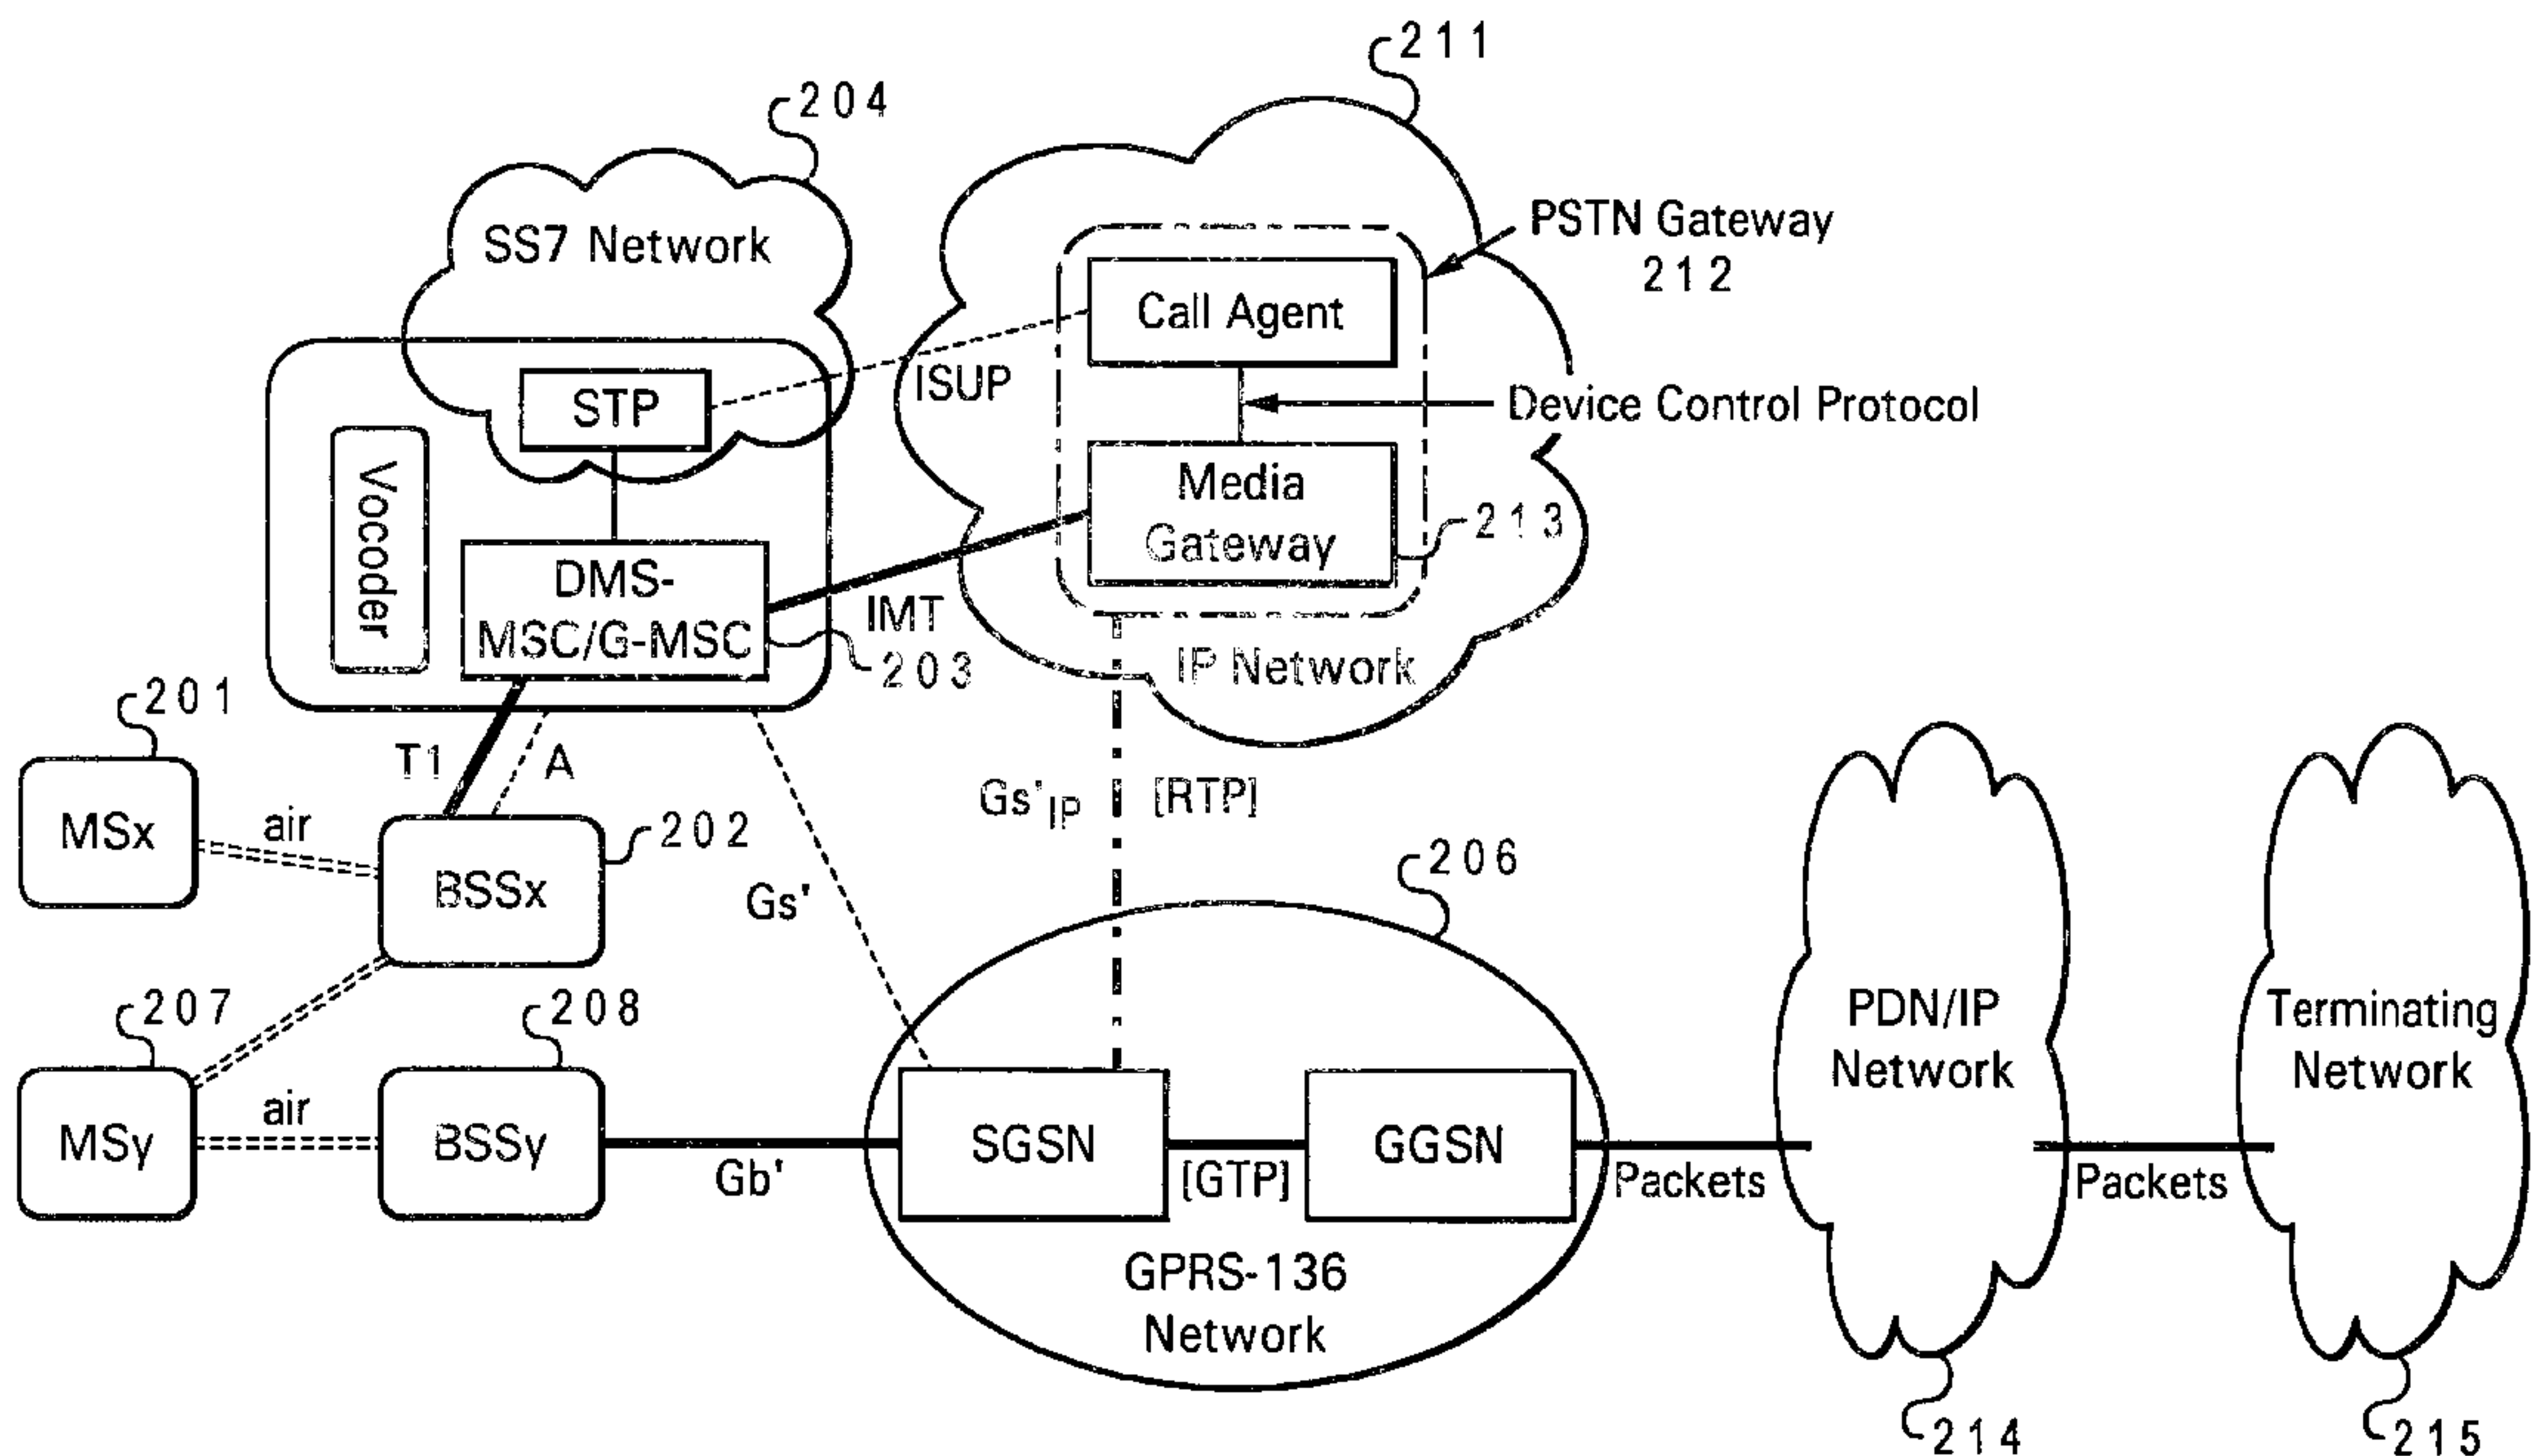 211
204
SS7 Network
PSTN Gateway
212
Call Agent
ISUP
STP
Device Control Protocol
Vocoder
Media
Gateway
213
DMS-
MSC/G-MSC
IMT
203
IP Network
201
T1
A
MSx
air
Gs'IP
[RTP]
202
BSSx
Gs'
206
207
208
PDN/IP
Network
Terminating
Network
MSy
air
BSSy
Gb'
SGSN
[GTP]
GGSN
Packets
Packets
GPRS-136
Network
214
215